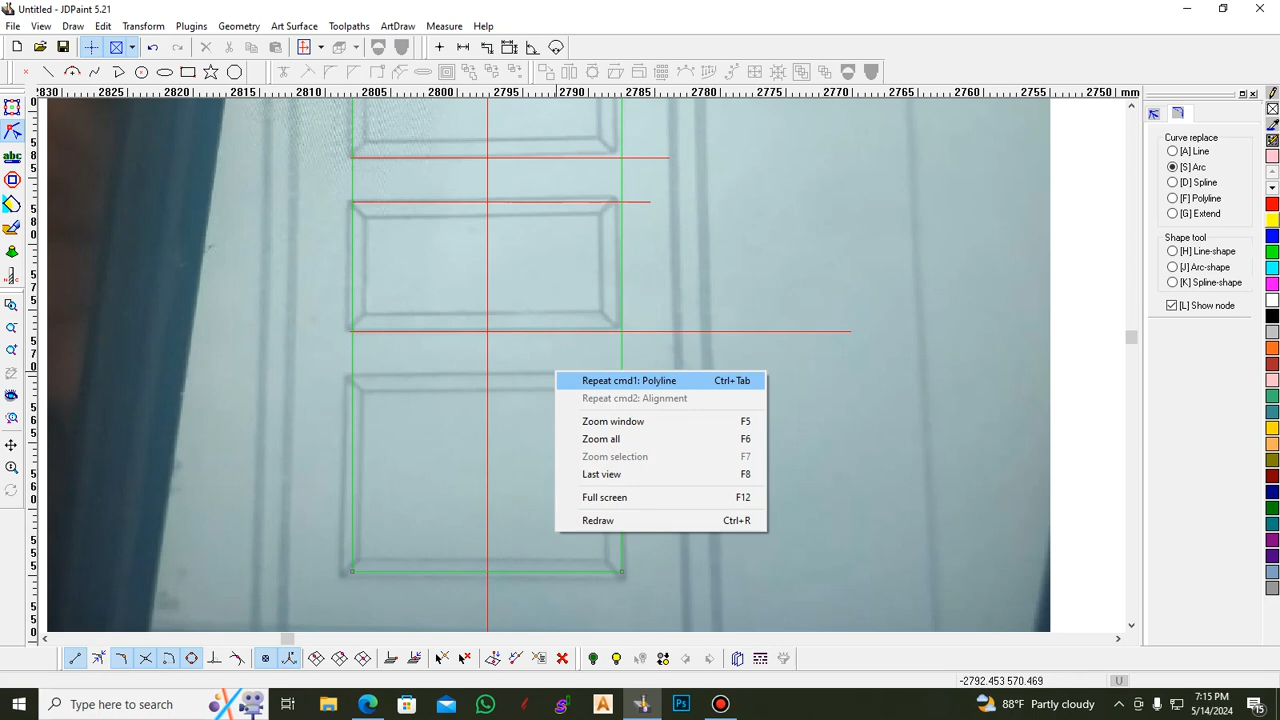 Untitled - JDPaint 5.21
File View Draw Edit Transform Plugins Geometry Art Surface Toolpaths ArtDraw Measure Help
2830 2825 2820 2815 2810 2805 2800 2795 2790 2785 2780 2775 2770 2765 2760 2755 2750 mm
Curve replace
[A] Line
[S] Arc
[D] Spline
[F] Polyline
[G] Extend
Shape tool
[H] Line-shape
[J] Arc-shape
[K] Spline-shape
[L] Show node
abc
Repeat cmd1: Polyline Ctrl+Tab
Repeat cmd2: Alignment
Zoom window F5
Zoom all F6
Zoom selection F7
Last view F8
Full screen F12
Redraw Ctrl+R
-2792.453 570.469 U
Type here to search
88°F Partly cloudy
7:15 PM
5/14/2024
15